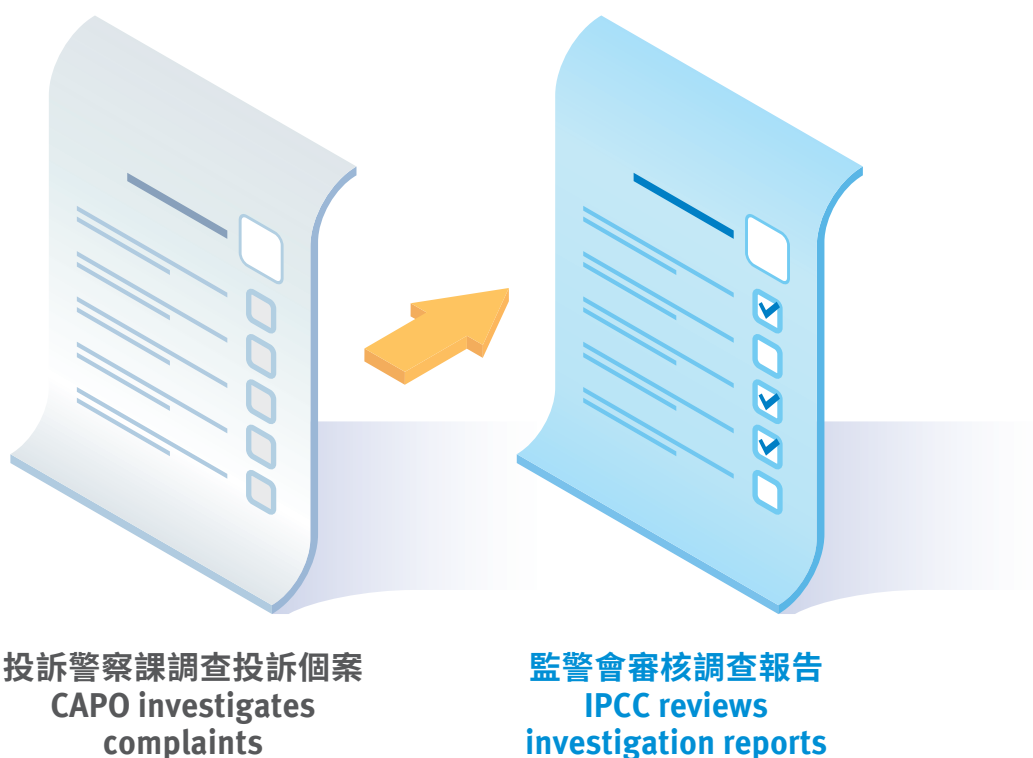 投訴警察課調查投訴個案
CAPO investigates
complaints
監警會審核調查報告
IPCC reviews
investigation reports